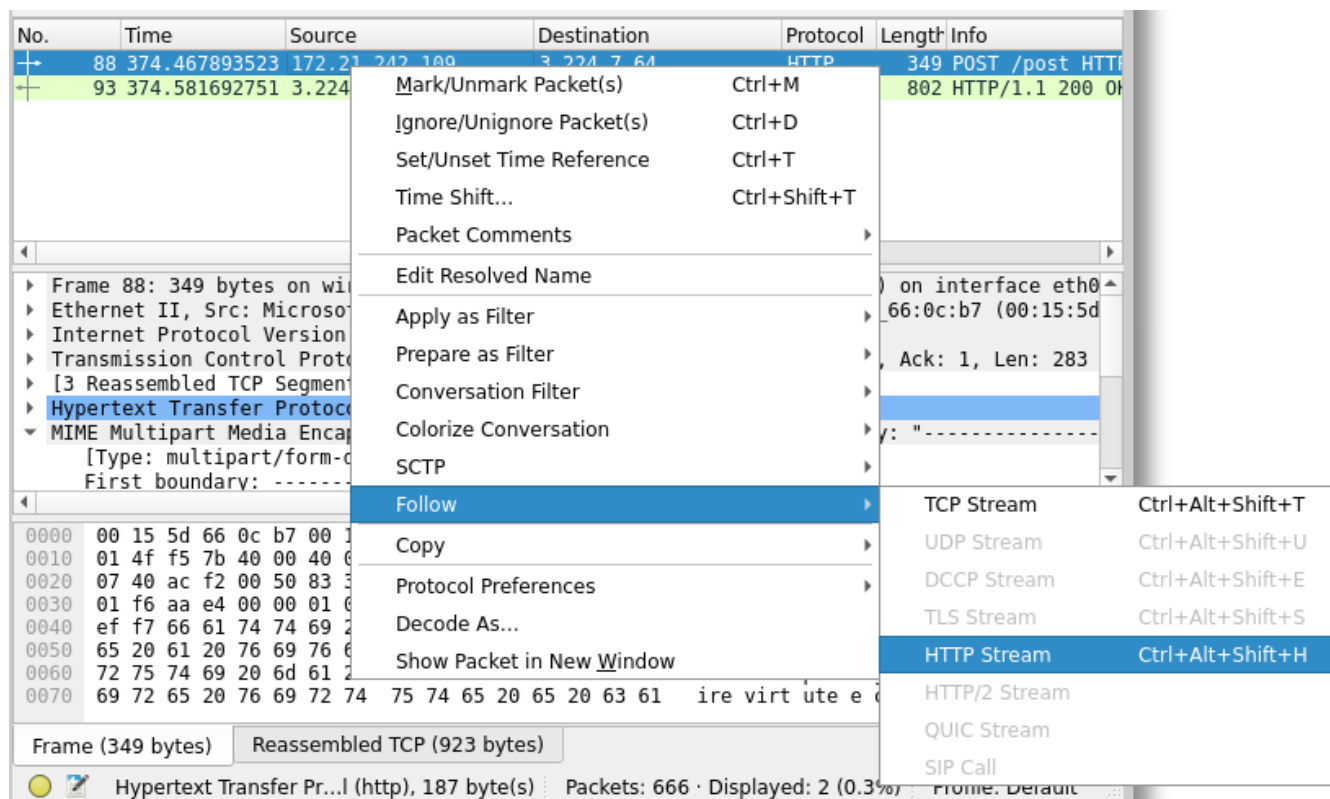 No. Time Source Destination Protocol Length Info
88 374.467893523 172.21.242.109 3.224.7.64 HTTP 349 POST /post HTTP
93 374.581692751 3.224 802 HTTP/1.1 200 OK
Mark/Unmark Packet(s) Ctrl+M
Ignore/Unignore Packet(s) Ctrl+D
Set/Unset Time Reference Ctrl+T
Time Shift... Ctrl+Shift+T
Packet Comments
Edit Resolved Name
Apply as Filter
Prepare as Filter
Conversation Filter
Colorize Conversation
SCTP
Follow
Copy
Protocol Preferences
Decode As...
Show Packet in New Window
TCP Stream Ctrl+Alt+Shift+T
UDP Stream Ctrl+Alt+Shift+U
DCCP Stream Ctrl+Alt+Shift+E
TLS Stream Ctrl+Alt+Shift+S
HTTP Stream Ctrl+Alt+Shift+H
HTTP/2 Stream
QUIC Stream
SIP Call
Frame 88: 349 bytes on wi ) on interface eth0
Ethernet II, Src: Microso _66:0c:b7 (00:15:5d
Internet Protocol Version
Transmission Control Proto , Ack: 1, Len: 283
[3 Reassembled TCP Segment
Hypertext Transfer Protoco
MIME Multipart Media Encap y: "---------------
[Type: multipart/form-d
First boundary: -------
0000 00 15 5d 66 0c b7 00 1
0010 01 4f f5 7b 40 00 40 0
0020 07 40 ac f2 00 50 83 3
0030 01 f6 aa e4 00 00 01 0
0040 ef f7 66 61 74 74 69 2
0050 65 20 61 20 76 69 76 6
0060 72 75 74 69 20 6d 61 2
0070 69 72 65 20 76 69 72 74 75 74 65 20 65 20 63 61 ire virt ute e c
Frame (349 bytes) Reassembled TCP (923 bytes)
Hypertext Transfer Pr...l (http), 187 byte(s) Packets: 666 · Displayed: 2 (0.3%) Profile: Default